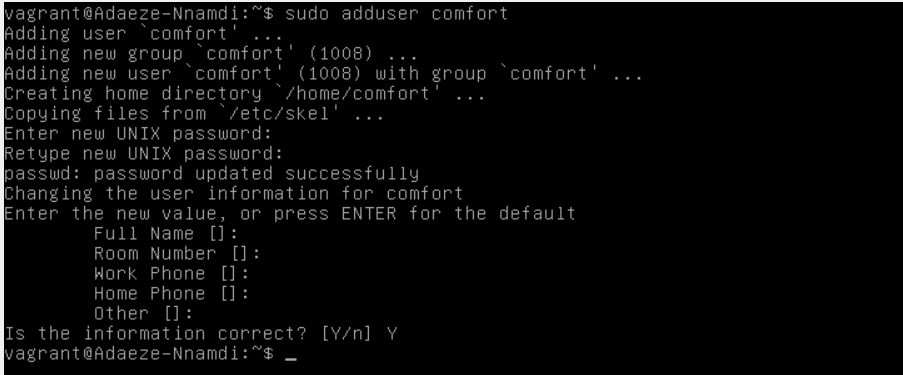 vagrant@Adaeze-Nnamdi:~$ sudo adduser comfort
Adding user `comfort' ...
Adding new group `comfort' (1008) ...
Adding new user `comfort' (1008) with group `comfort' ...
Creating home directory `/home/comfort' ...
Copying files from `/etc/skel' ...
Enter new UNIX password:
Retype new UNIX password:
passwd: password updated successfully
Changing the user information for comfort
Enter the new value, or press ENTER for the default
Full Name []:
Room Number []:
Work Phone []:
Home Phone []:
Other []:
Is the information correct? [Y/n] Y
vagrant@Adaeze-Nnamdi:~$ _